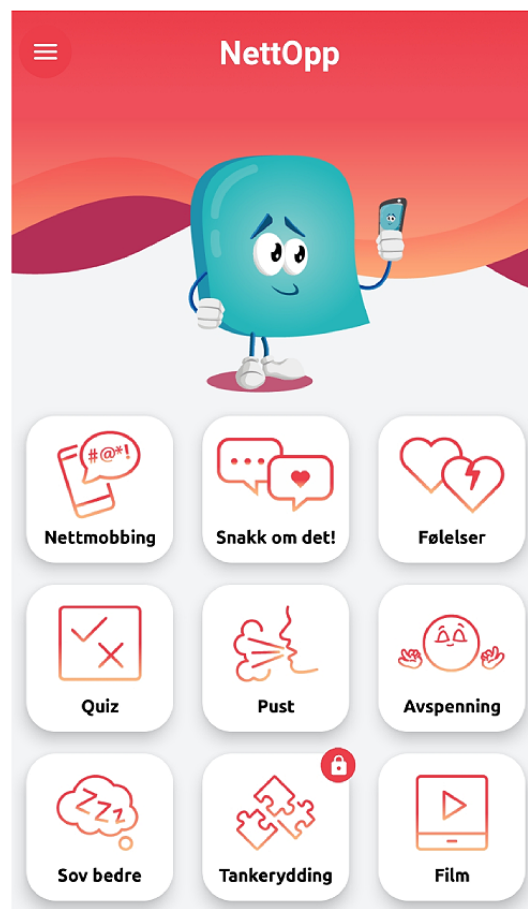 NettOpp
#@*!
Nettmobbing
Snakk om det!
Følelser
Quiz
Pust
Avspenning
ZZZ
Sov bedre
Tankerydding
Film